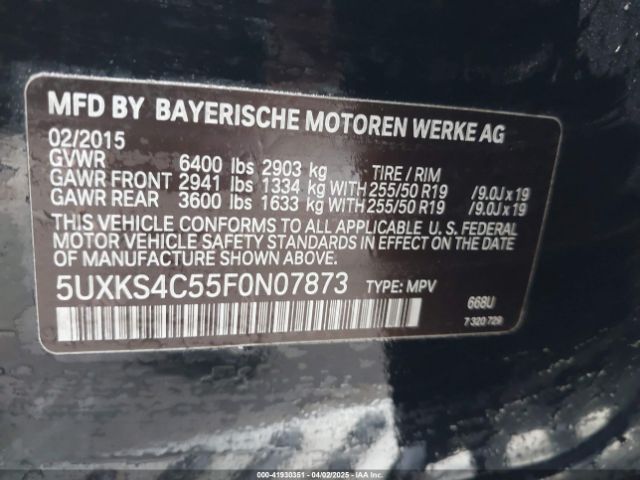 MFD BY BAYERISCHE MOTOREN WERKE AG
02/2015
GVWR 6400 lbs 2903 kg TIRE / RIM
GAWR FRONT 2941 lbs 1334 kg WITH 255/50 R19 /9.0J x 19
GAWR REAR 3600 lbs 1633 kg WITH 255/50 R19 /9.0J x 19
THIS VEHICLE CONFORMS TO ALL APPLICABLE U. S. FEDERAL
MOTOR VEHICLE SAFETY STANDARDS IN EFFECT ON THE DATE
OF MANUFACTURE SHOWN ABOVE.
5UXKS4C55F0N07873 TYPE: MPV
668U
7 320 729
000-41930351 - 04/02/2025 - IAA Inc.